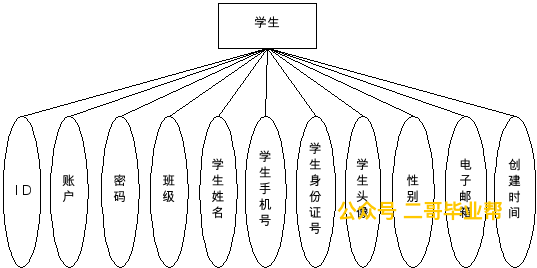 学生
ID
账户
密码
班级
学生姓名
学生手机号
学生身份证号
学生头像
性别
电子邮箱
创建时间
公众号 二哥毕业帮